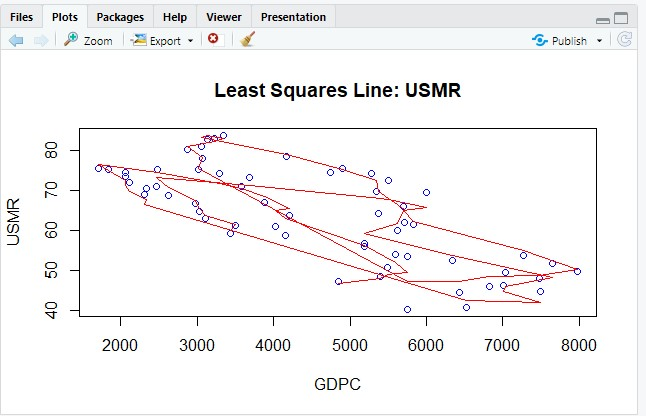 Files Plots Packages Help Viewer Presentation
Zoom Export Publish
Least Squares Line: USMR
USMR
80
70
60
50
40
2000 3000 4000 5000 6000 7000 8000
GDPC